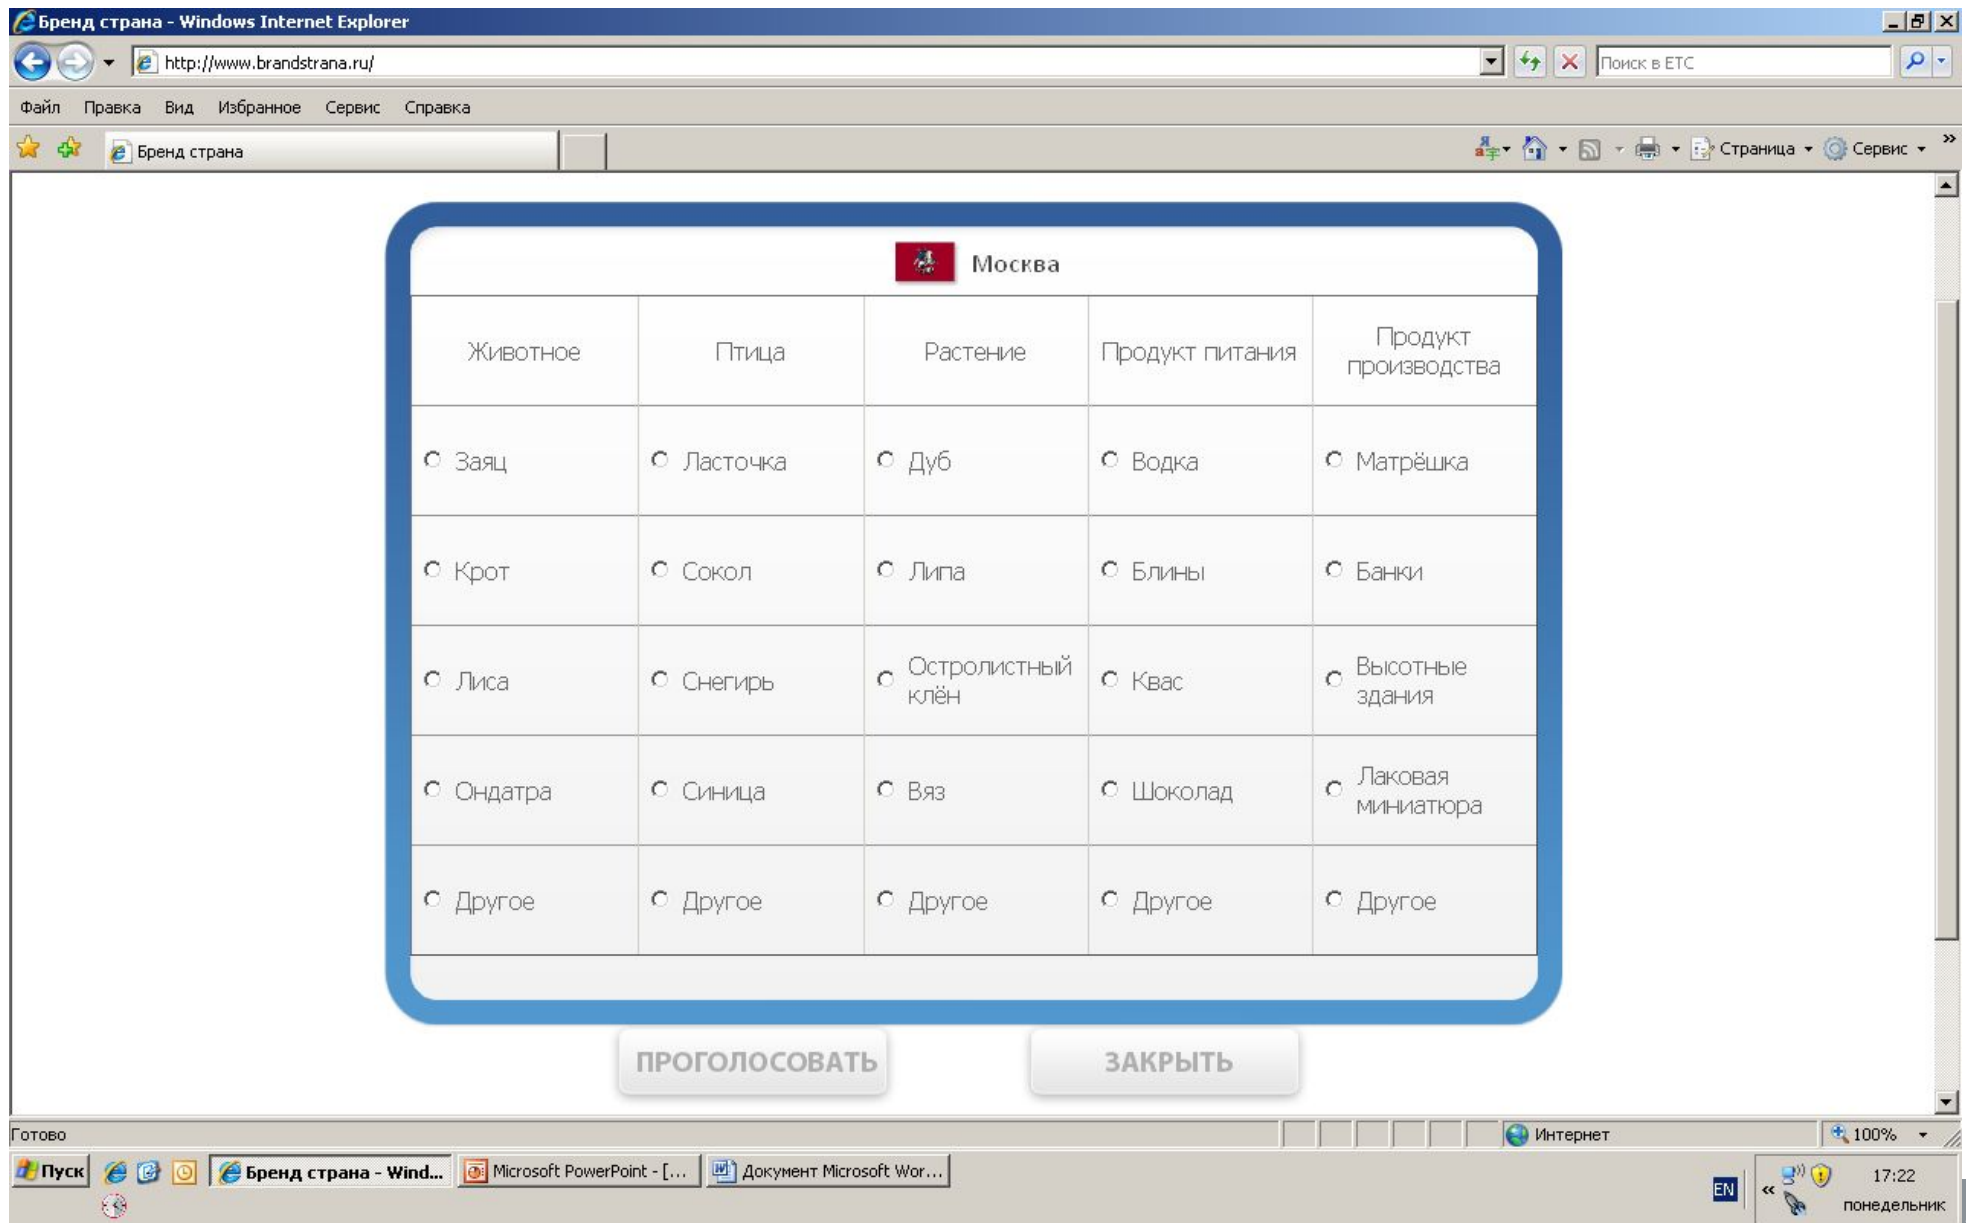 Бренд страна - Windows Internet Explorer
http://www.brandstrana.ru/
Поиск в ETC
Файл Правка Вид Избранное Сервис Справка
Бренд страна
Страница Сервис »
Москва
Животное Птица Растение Продукт питания Продукт производства
Заяц Ласточка Дуб Водка Матрёшка
Крот Сокол Липа Блины Банки
Лиса Снегирь Остролистный клён Квас Высотные здания
Ондатра Синица Вяз Шоколад Лаковая миниатюра
Другое Другое Другое Другое Другое
ПРОГОЛОСОВАТЬ ЗАКРЫТЬ
Готово Интернет 100%
Пуск Бренд страна - Wind... Microsoft PowerPoint - [... Документ Microsoft Wor... EN « 17:22
понедельник